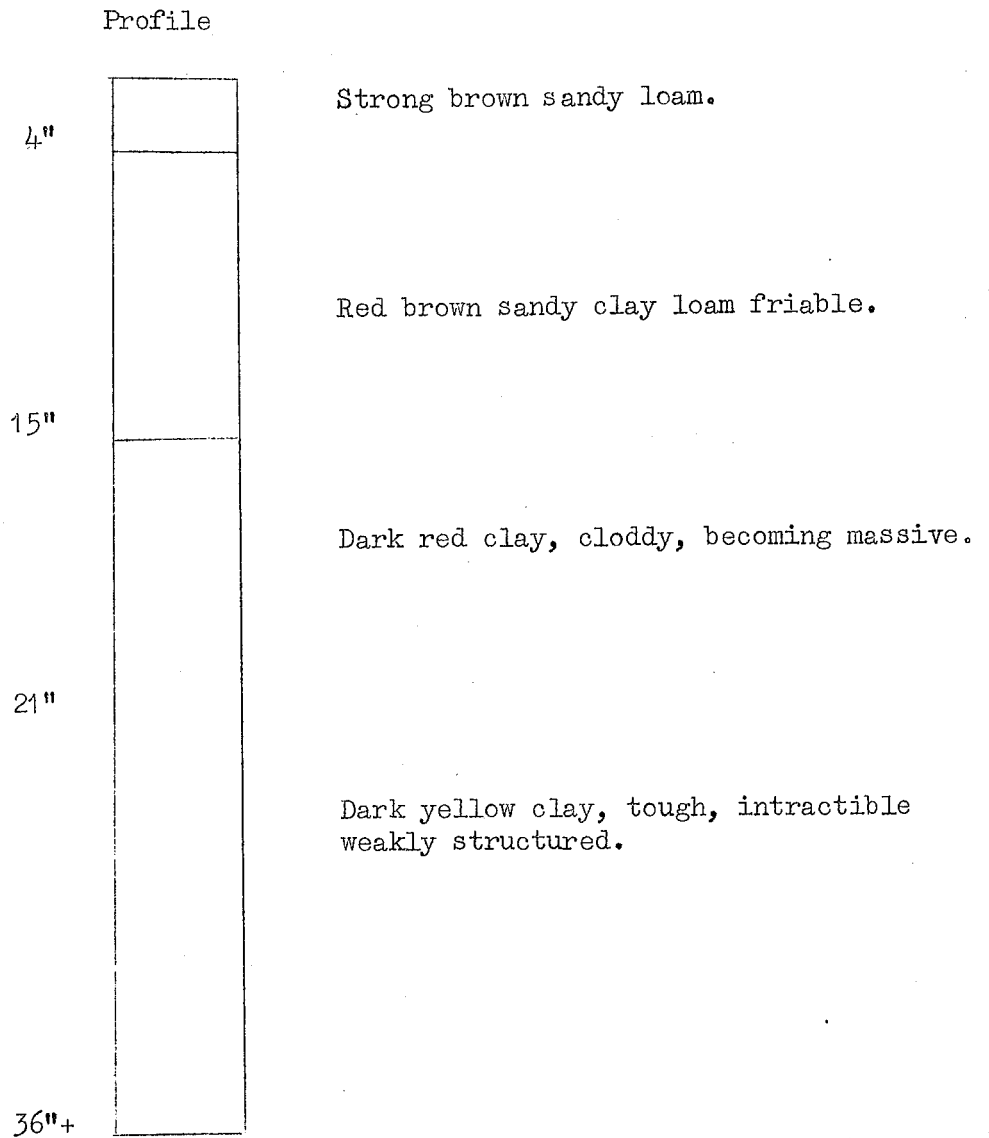 Profile
Strong brown sandy loam.
4"
Red brown sandy clay loam friable.
15"
Dark red clay, cloddy, becoming massive.
21"
Dark yellow clay, tough, intractible
weakly structured.
36"+